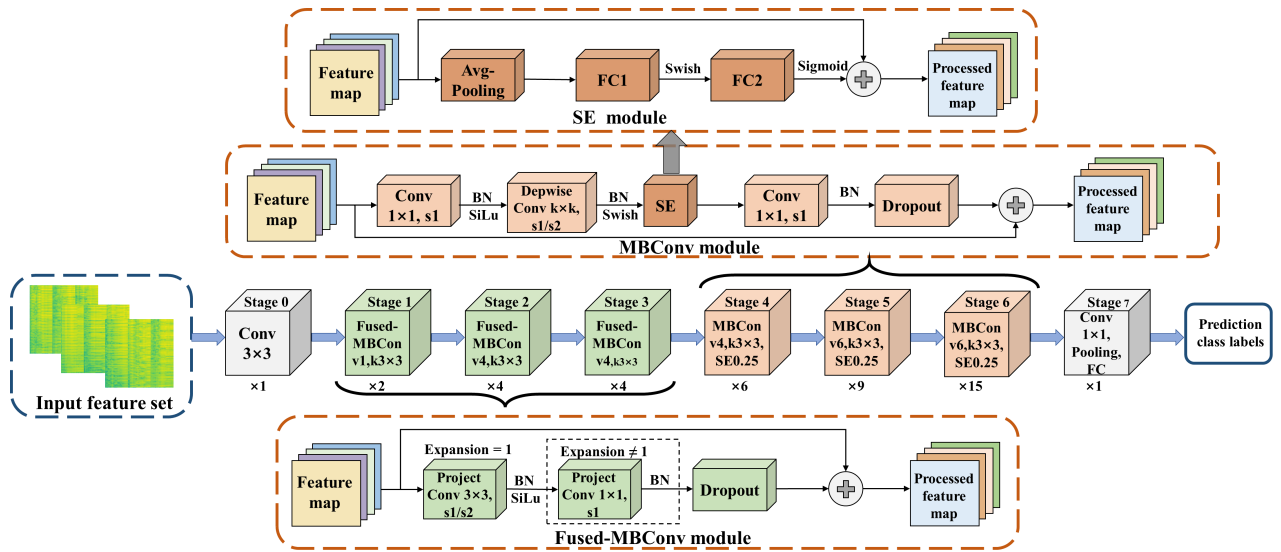 Feature
map
Avg-
Pooling
FC1
Swish
FC2
Sigmoid
Processed
feature
map
SE module
Feature
map
Conv
1×1, s1
BN
SiLu
Depwise
Conv k×k,
s1/s2
BN
Swish
SE
Conv
1×1, s1
BN
Dropout
Processed
feature
map
MBConv module
Input feature set
Stage 0
Conv
3×3
×1
Stage 1
Fused-
MBCon
v1,k3×3
×2
Stage 2
Fused-
MBCon
v4,k3×3
×4
Stage 3
Fused-
MBCon
v4,k3×3
×4
Stage 4
MBCon
v4,k3×3,
SE0.25
×6
Stage 5
MBCon
v6,k3×3,
SE0.25
×9
Stage 6
MBCon
v6,k3×3,
SE0.25
×15
Stage 7
Conv
1×1,
Pooling,
FC
×1
Prediction
class labels
Feature
map
Expansion = 1
Project
Conv 3×3,
s1/s2
BN
SiLu
Expansion ≠ 1
Project
Conv 1×1,
s1
BN
Dropout
Processed
feature
map
Fused-MBConv module